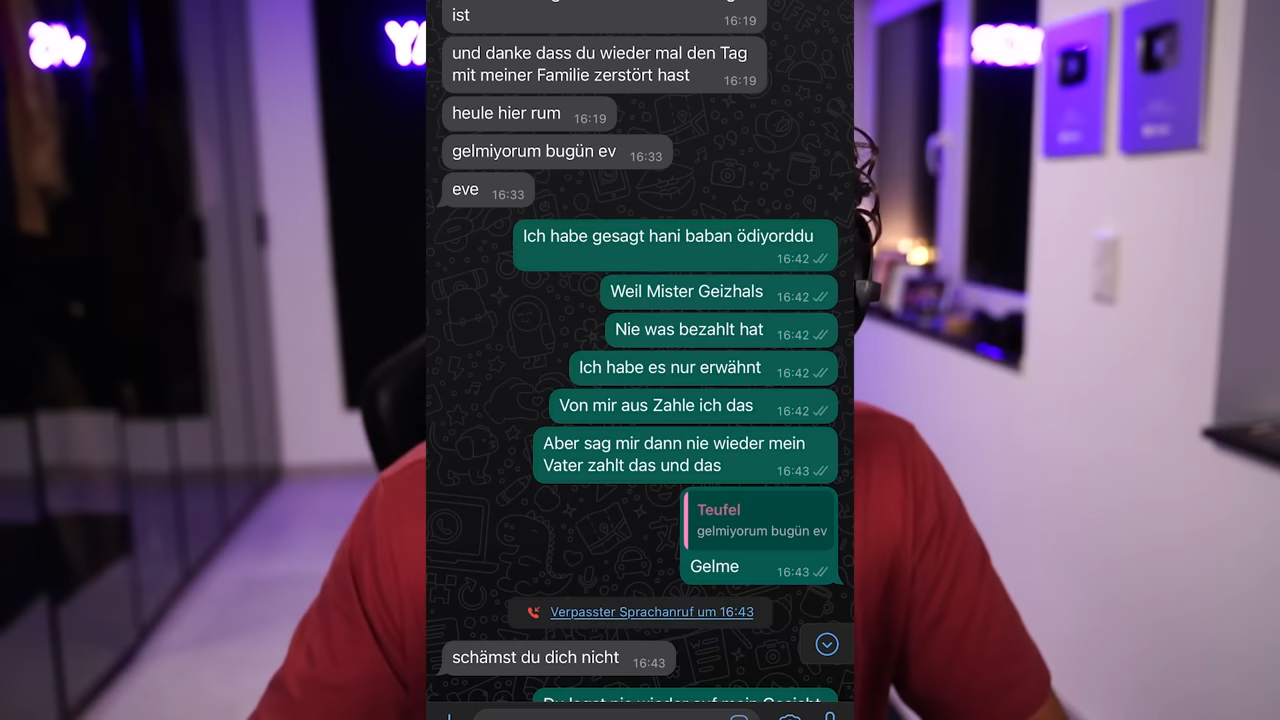 ist
16:19
und danke dass du wieder mal den Tag
mit meiner Familie zerstört hast
16:19
heule hier rum 16:19
gelmiyorum bugün ev 16:33
eve 16:33
Ich habe gesagt hani baban ödiyorddu
16:42
Weil Mister Geizhals 16:42
Nie was bezahlt hat 16:42
Ich habe es nur erwähnt 16:42
Von mir aus Zahle ich das 16:42
Aber sag mir dann nie wieder mein
Vater zahlt das und das 16:43
Teufel
gelmiyorum bugün ev
Gelme 16:43
Verpasster Sprachanruf um 16:43
schämst du dich nicht 16:43